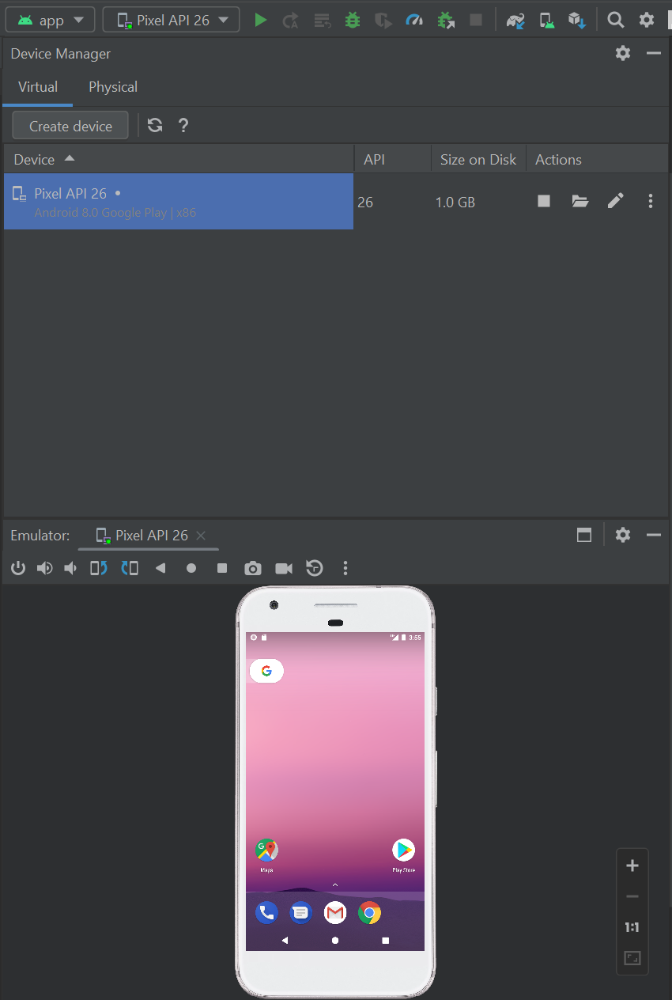 app
Pixel API 26
Device Manager
Virtual Physical
Create device ?
Device API Size on Disk Actions
Pixel API 26 •
Android 8.0 Google Play | x86
26 1.0 GB
Emulator: Pixel API 26
3:55
G
Maps Play Store
1:1